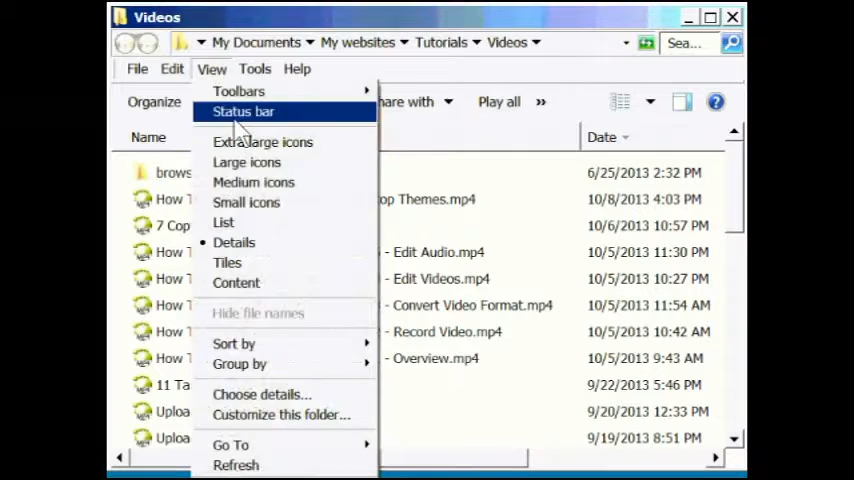 Videos
My Documents My websites Tutorials Videos Sea...
File Edit View Tools Help
Organize hare with Play all »
Toolbars
Status bar
Extra large icons
Large icons
Medium icons
Small icons
List
Details
Tiles
Content
Hide file names
Sort by
Group by
Choose details...
Customize this folder...
Go To
Refresh
Name Date
brows 6/25/2013 2:32 PM
How T op Themes.mp4 10/8/2013 4:03 PM
7 Cop 10/6/2013 10:57 PM
How T - Edit Audio.mp4 10/5/2013 11:30 PM
How T - Edit Videos.mp4 10/5/2013 10:27 PM
How T - Convert Video Format.mp4 10/5/2013 11:54 AM
How T - Record Video.mp4 10/5/2013 10:42 AM
How T - Overview.mp4 10/5/2013 9:43 AM
11 Ta 9/22/2013 5:46 PM
Uploa 9/20/2013 12:33 PM
Uploa 9/19/2013 8:51 PM